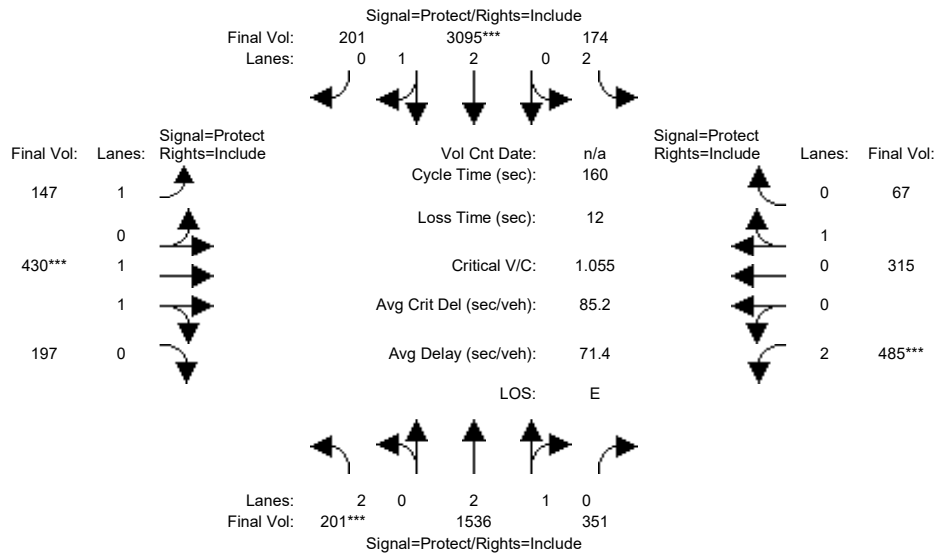 Signal=Protect/Rights=Include
Final Vol: 201 3095*** 174
Lanes: 0 1 2 0 2
Signal=Protect
Final Vol: Lanes: Rights=Include
Vol Cnt Date: n/a
Signal=Protect
Rights=Include Lanes: Final Vol:
Cycle Time (sec): 160
147 1
0 67
Loss Time (sec): 12
0
1
430*** 1
Critical V/C: 1.055
0 315
1
Avg Crit Del (sec/veh): 85.2
0
197 0
Avg Delay (sec/veh): 71.4
2 485***
LOS: E
Lanes: 2 0 2 1 0
Final Vol: 201*** 1536 351
Signal=Protect/Rights=Include